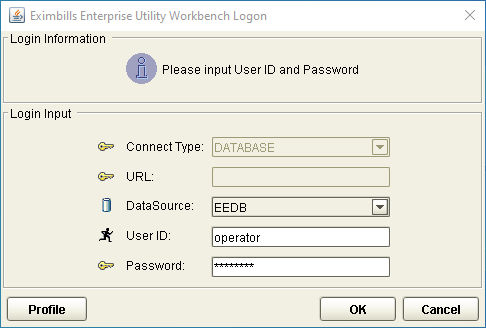 Eximbills Enterprise Utility Workbench Logon
Login Information
Please input User ID and Password
Login Input
Connect Type: DATABASE
URL:
DataSource: EEDB
User ID: operator
Password: ********
Profile OK Cancel